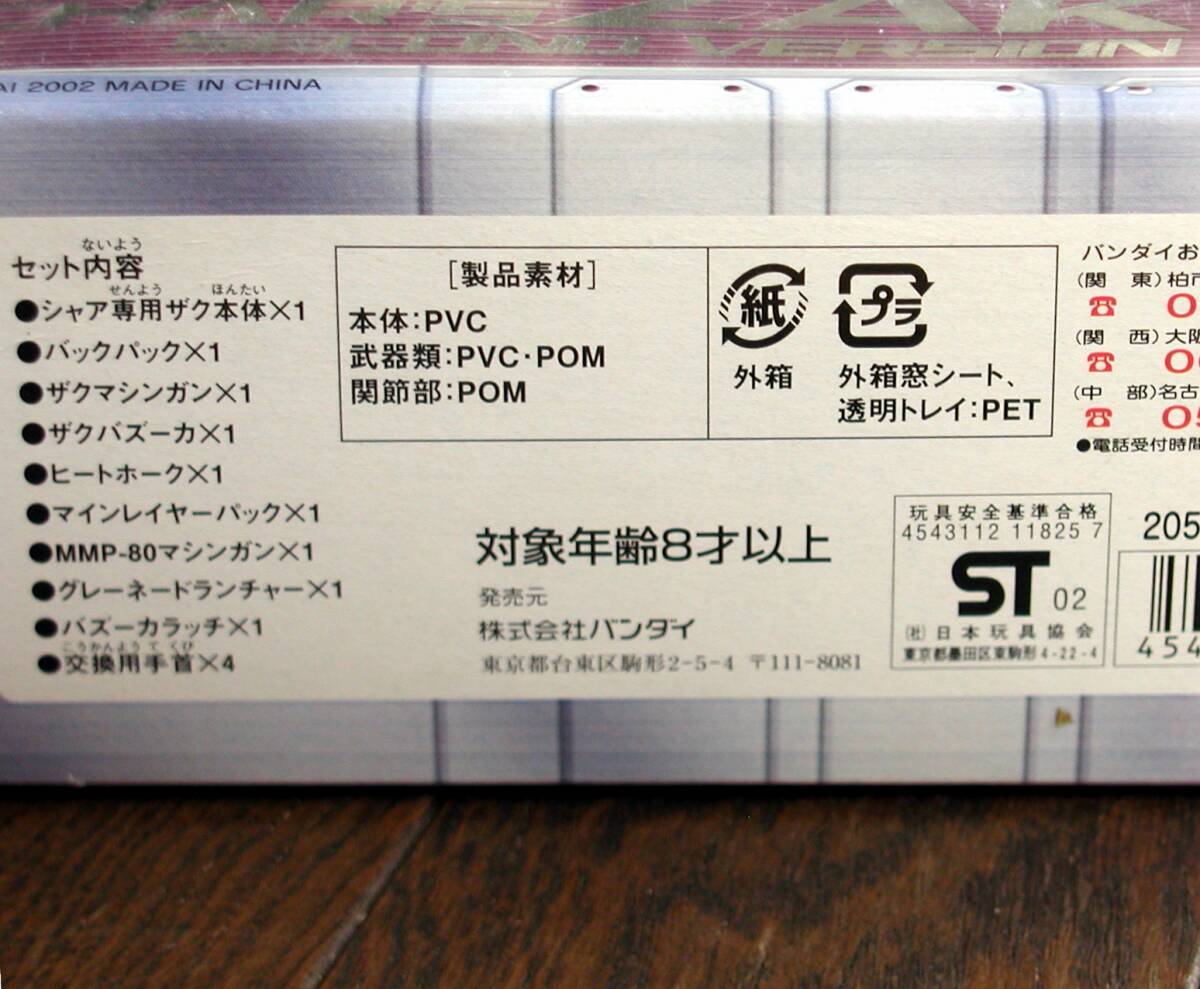 VERSION
2002 MADE IN CHINA
ないよう
セット内容
せんよう ほんたい
●シャア専用ザク本体×1
●バックパック×1
●ザクマシンガン×1
●ザクバズーカ×1
●ヒートホーク×1
●マインレイヤーパック×1
●MMP-80マシンガン×1
●グレーネードランチャー×1
●バズーカラッチ×1
こうかんようてくび
●交換用手首×4
[製品素材]
本体:PVC
武器類:PVC・POM
関節部:POM
紙
外箱
プラ
外箱窓シート、
透明トレイ:PET
対象年齢8才以上
発売元
株式会社バンダイ
東京都台東区駒形2-5-4 〒111-8081
バンダイお
(関 東)柏市
☎ 0
(関 西)大阪
☎ 0
(中 部)名古
☎ 05
●電話受付時間
玩具安全基準合格
4543112 11825 7
ST 02
(社)日本玩具協会
東京都墨田区東駒形4-22-4
205
454